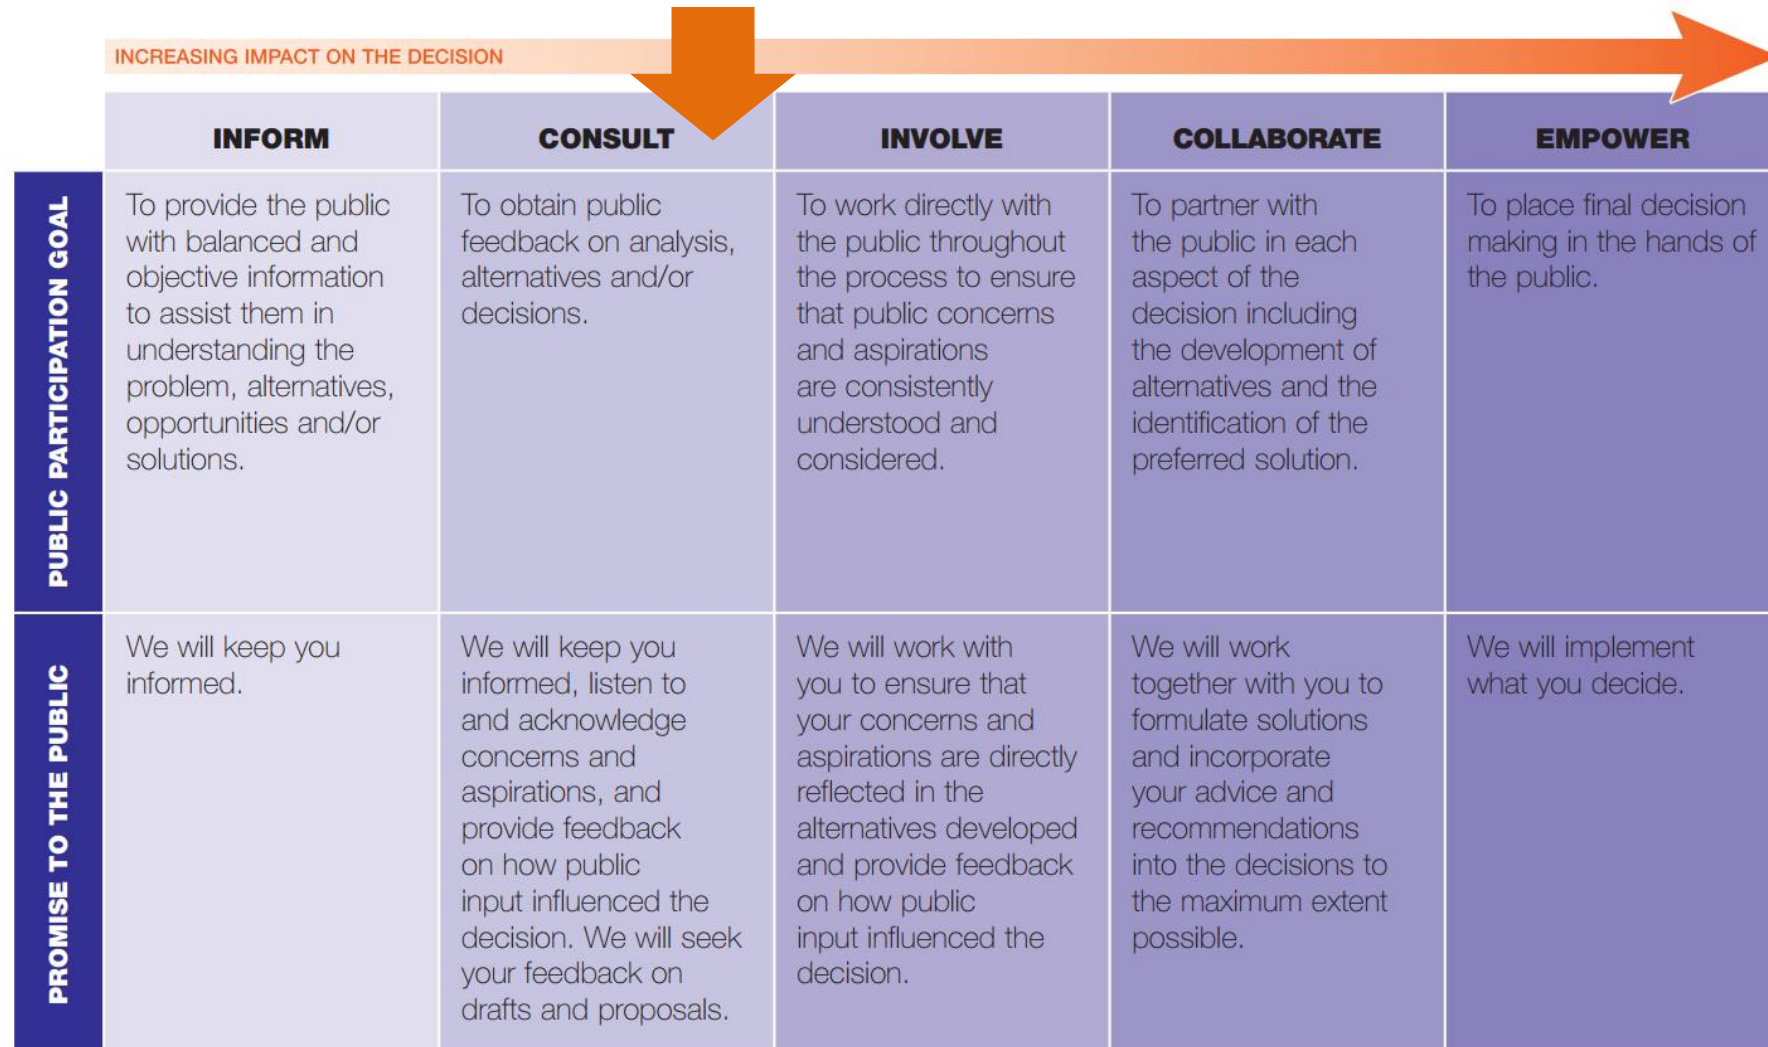 INCREASING IMPACT ON THE DECISION
INFORM
CONSULT
INVOLVE
COLLABORATE
EMPOWER
PUBLIC PARTICIPATION GOAL
To provide the public
with balanced and
objective information
to assist them in
understanding the
problem, alternatives,
opportunities and/or
solutions.
To obtain public
feedback on analysis,
alternatives and/or
decisions.
To work directly with
the public throughout
the process to ensure
that public concerns
and aspirations
are consistently
understood and
considered.
To partner with
the public in each
aspect of the
decision including
the development of
alternatives and the
identification of the
preferred solution.
To place final decision
making in the hands of
the public.
PROMISE TO THE PUBLIC
We will keep you
informed.
We will keep you
informed, listen to
and acknowledge
concerns and
aspirations, and
provide feedback
on how public
input influenced the
decision. We will seek
your feedback on
drafts and proposals.
We will work with
you to ensure that
your concerns and
aspirations are directly
reflected in the
alternatives developed
and provide feedback
on how public
input influenced the
decision.
We will work
together with you to
formulate solutions
and incorporate
your advice and
recommendations
into the decisions to
the maximum extent
possible.
We will implement
what you decide.